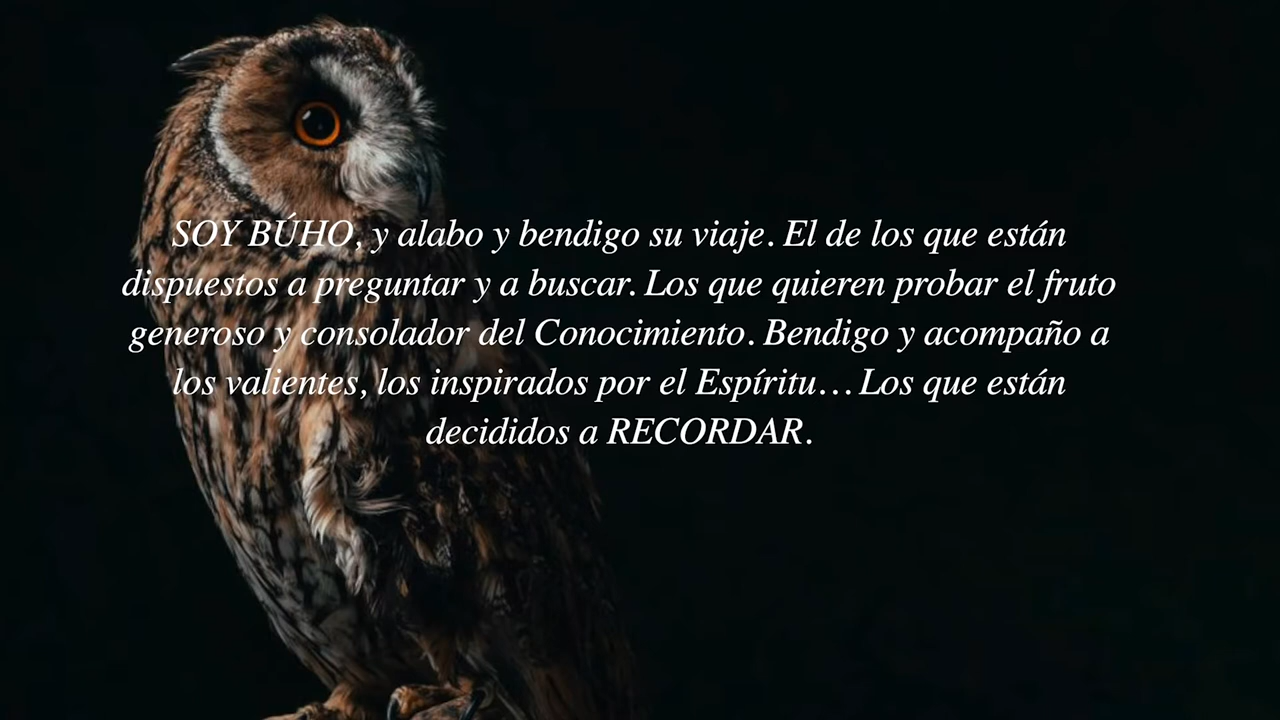 SOY BÚHO, y alabo y bendigo su viaje. El de los que están
dispuestos a preguntar y a buscar. Los que quieren probar el fruto
generoso y consolador del Conocimiento. Bendigo y acompaño a
los valientes, los inspirados por el Espíritu… Los que están
decididos a RECORDAR.